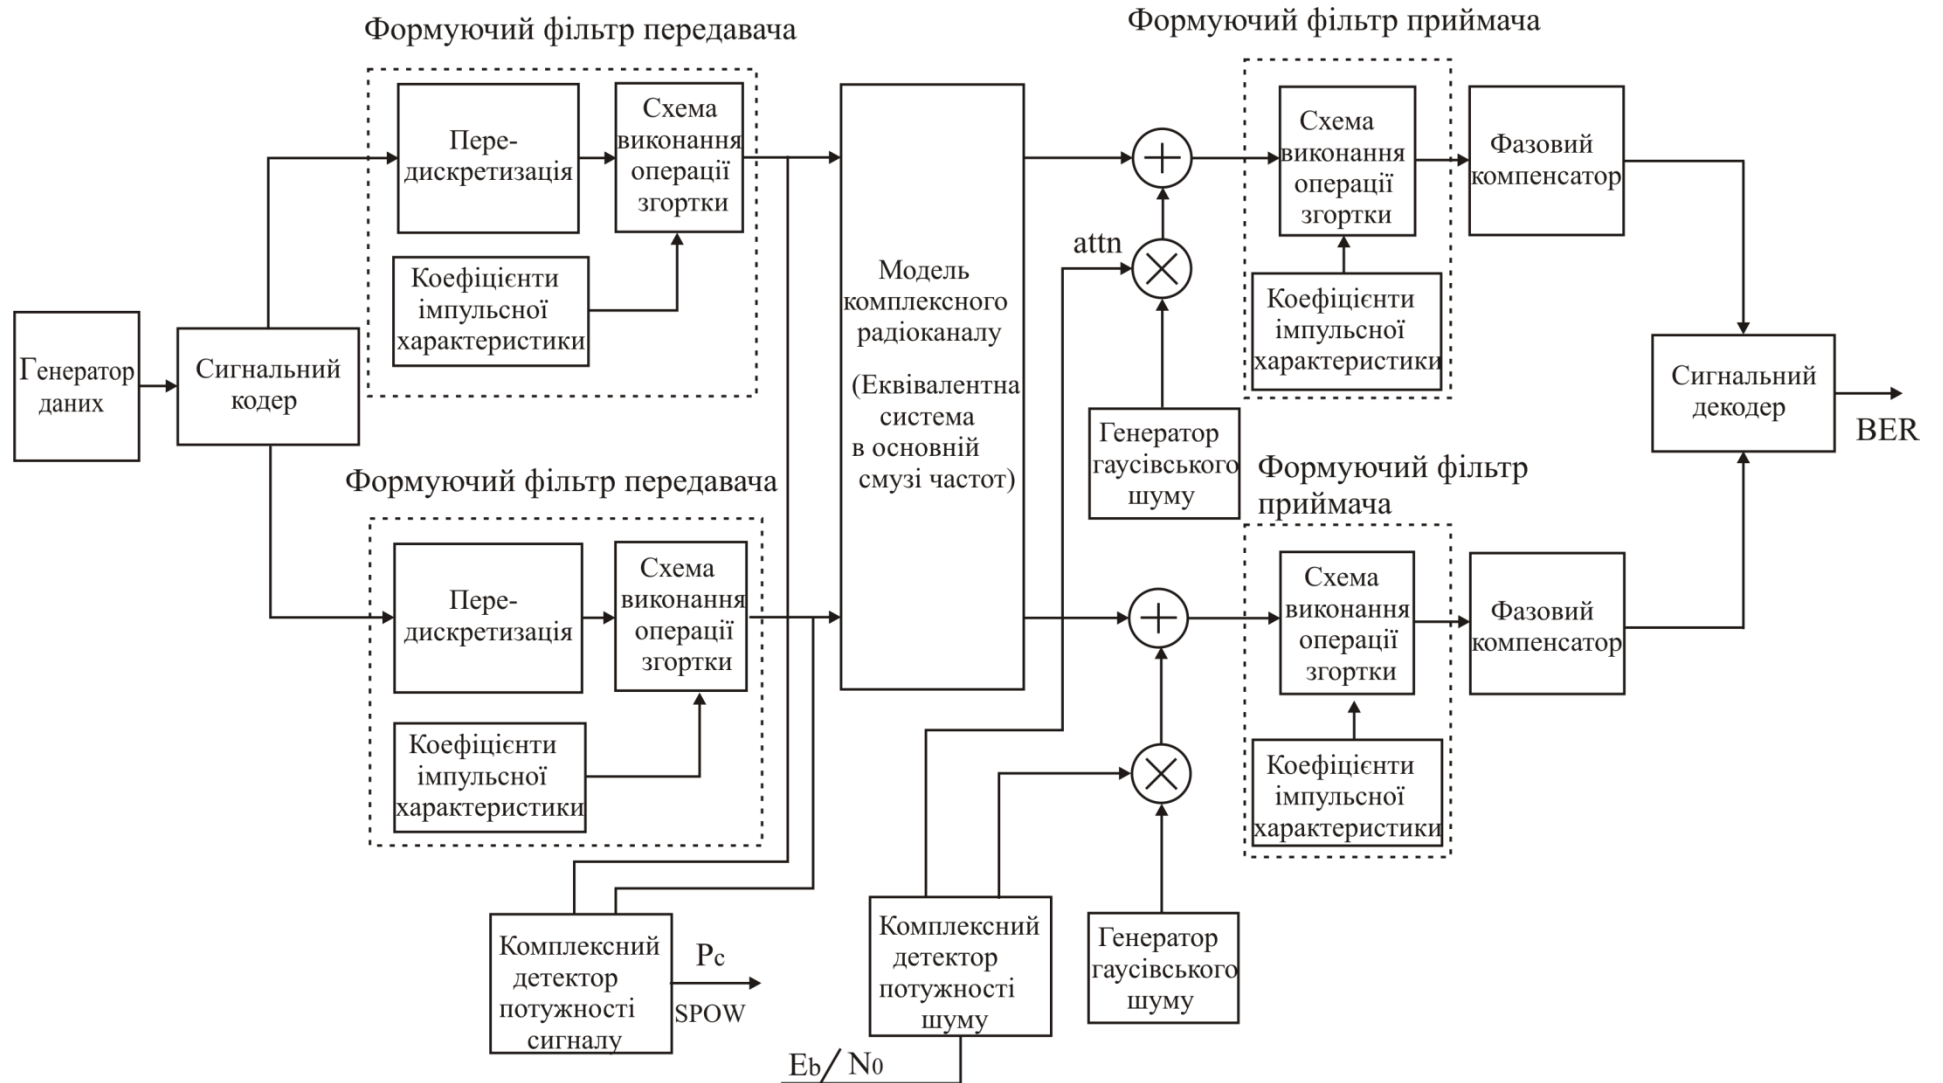 Формуючий фільтр передавача
Формуючий фільтр приймача
Пере-
дискретизація
Схема
виконання
операції
згортки
Коефіцієнти
імпульсної
характеристики
Генератор
даних
Сигнальний
кодер
Модель
комплексного
радіоканалу
(Еквівалентна
система
в основній
смузі частот)
attn
Генератор
гаусівського
шуму
Схема
виконання
операції
згортки
Коефіцієнти
імпульсної
характеристики
Фазовий
компенсатор
Сигнальний
декодер
BER
Формуючий фільтр передавача
Пере-
дискретизація
Схема
виконання
операції
згортки
Коефіцієнти
імпульсної
характеристики
Формуючий фільтр
приймача
Схема
виконання
операції
згортки
Коефіцієнти
імпульсної
характеристики
Фазовий
компенсатор
Комплексний
детектор
потужності
сигналу
Pc
SPOW
Комплексний
детектор
потужності
шуму
Генератор
гаусівського
шуму
Eb/N0